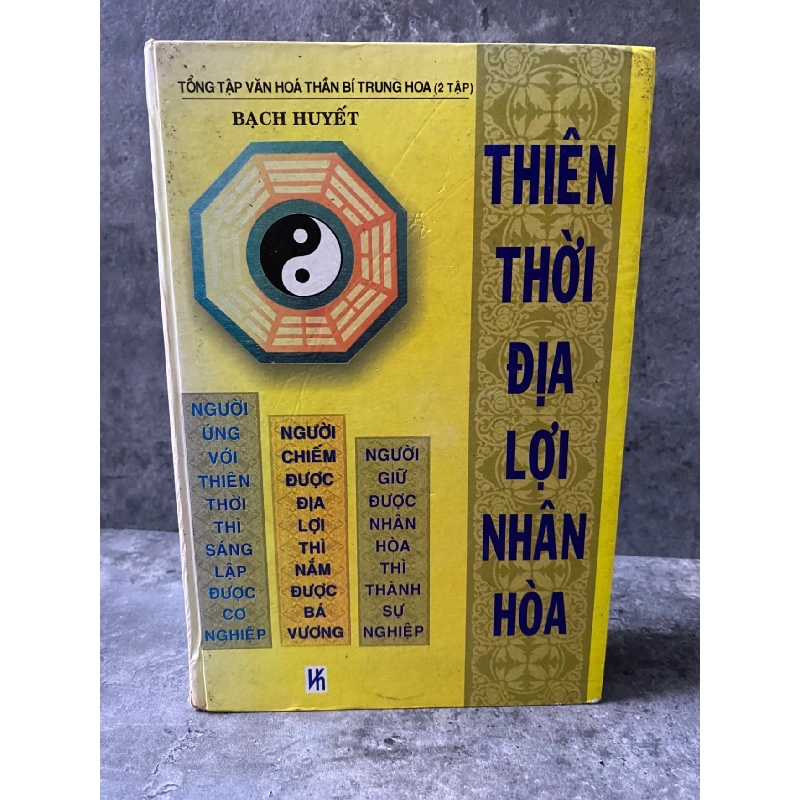 TỔNG TẬP VĂN HOÁ THẦN BÍ TRUNG HOA (2 TẬP)
BẠCH HUYẾT
THIÊN
THỜI
ĐỊA
LỢI
NHÂN
HÒA
NGƯỜI
ỨNG
VỚI
THIÊN
THỜI
THÌ
SÁNG
LẬP
ĐƯỢC
CƠ
NGHIỆP
NGƯỜI
CHIẾM
ĐƯỢC
ĐỊA
LỢI
THÌ
NẮM
ĐƯỢC
BÁ
VƯƠNG
NGƯỜI
GIỮ
ĐƯỢC
NHÂN
HÒA
THÌ
THÀNH
SỰ
NGHIỆP